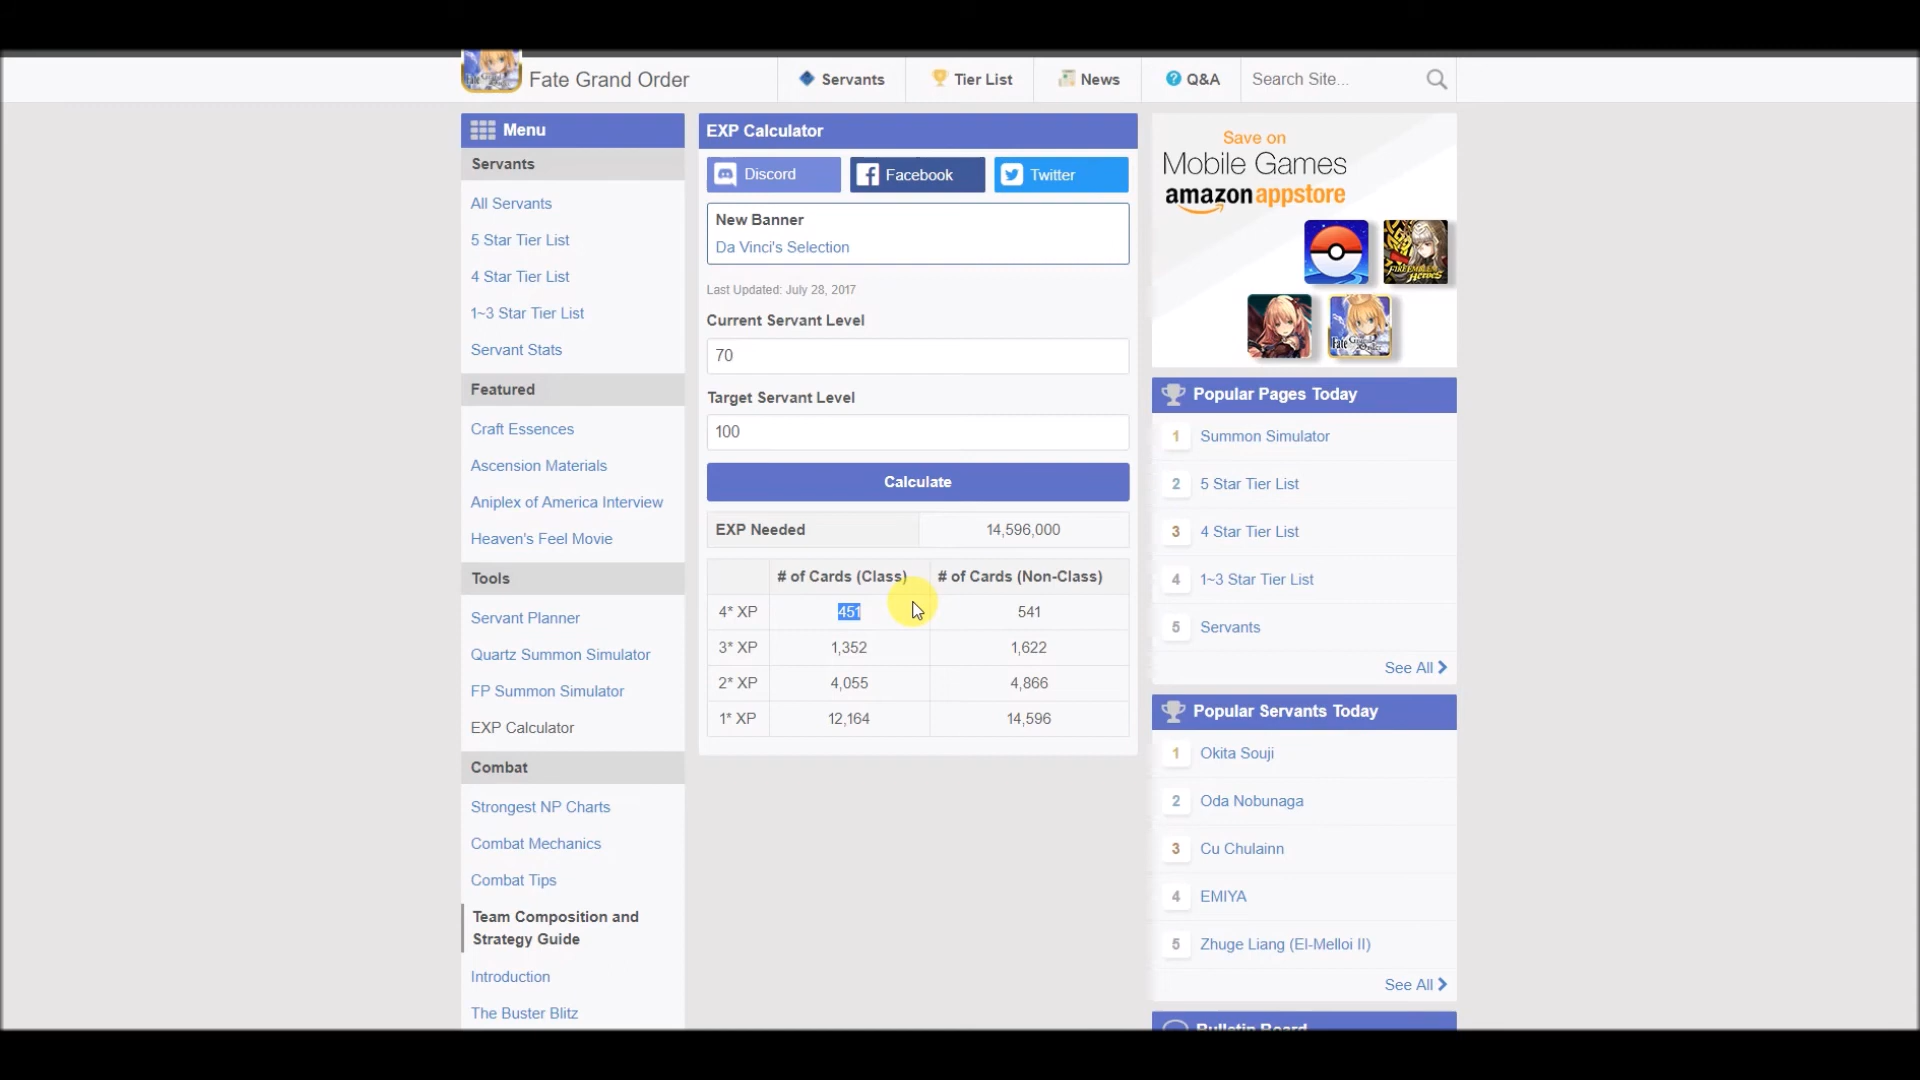 Fate Grand Order
Servants
Tier List
News
Q&A
Search Site...
Menu
Servants
All Servants
5 Star Tier List
4 Star Tier List
1~3 Star Tier List
Servant Stats
Featured
Craft Essences
Ascension Materials
Aniplex of America Interview
Heaven's Feel Movie
Tools
Servant Planner
Quartz Summon Simulator
FP Summon Simulator
EXP Calculator
Combat
Strongest NP Charts
Combat Mechanics
Combat Tips
Team Composition and
Strategy Guide
Introduction
The Buster Blitz
EXP Calculator
Discord
Facebook
Twitter
New Banner
Da Vinci's Selection
Last Updated: July 28, 2017
Current Servant Level
70
Target Servant Level
100
Calculate
EXP Needed 14,596,000
# of Cards (Class) # of Cards (Non-Class)
4* XP 451 541
3* XP 1,352 1,622
2* XP 4,055 4,866
1* XP 12,164 14,596
Save on
Mobile Games
amazon appstore
Popular Pages Today
1 Summon Simulator
2 5 Star Tier List
3 4 Star Tier List
4 1~3 Star Tier List
5 Servants
See All
Popular Servants Today
1 Okita Souji
2 Oda Nobunaga
3 Cu Chulainn
4 EMIYA
5 Zhuge Liang (El-Melloi II)
See All
Bulletin Board